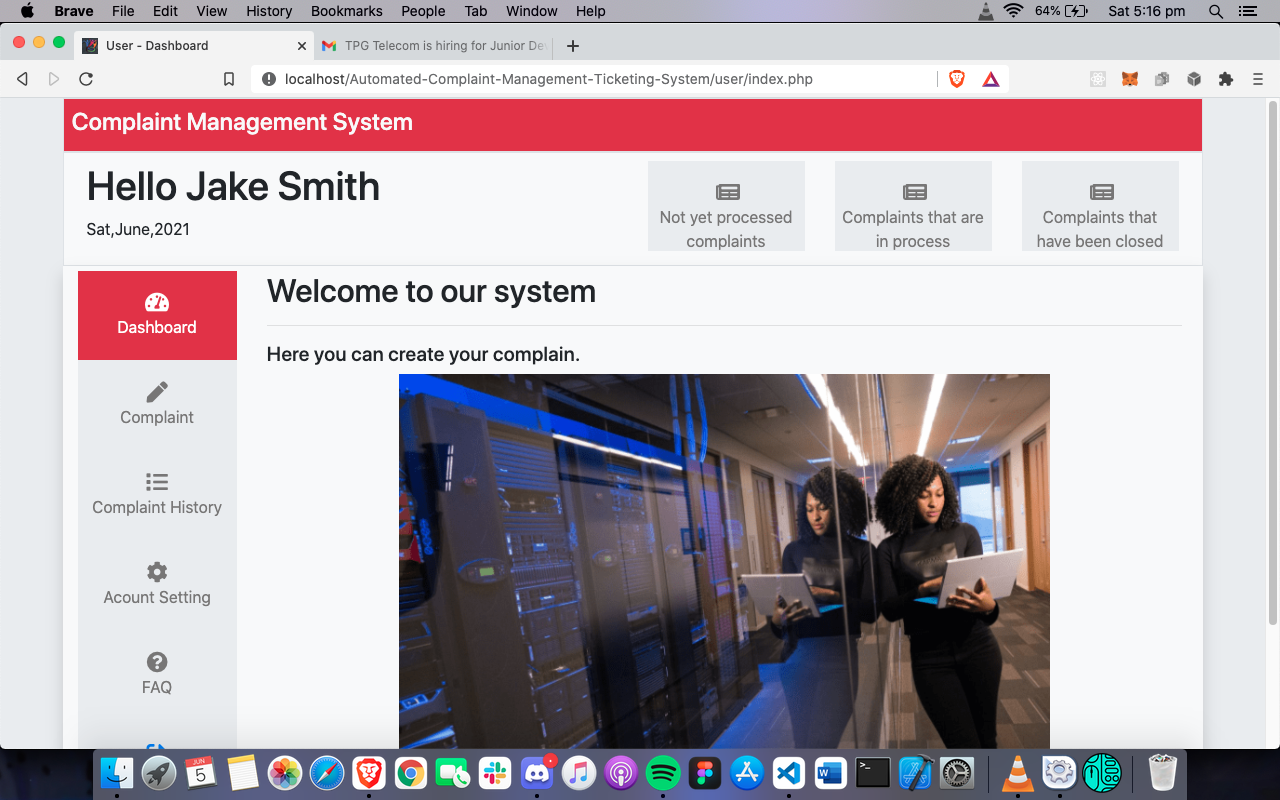 Brave File Edit View History Bookmarks People Tab Window Help 64% Sat 5:16 pm
User - Dashboard TPG Telecom is hiring for Junior De
localhost/Automated-Complaint-Management-Ticketing-System/user/index.php
Complaint Management System
Hello Jake Smith
Sat,June,2021
Not yet processed
complaints
Complaints that are
in process
Complaints that
have been closed
Dashboard
Complaint
Complaint History
Acount Setting
FAQ
Welcome to our system
Here you can create your complain.
JUN
5